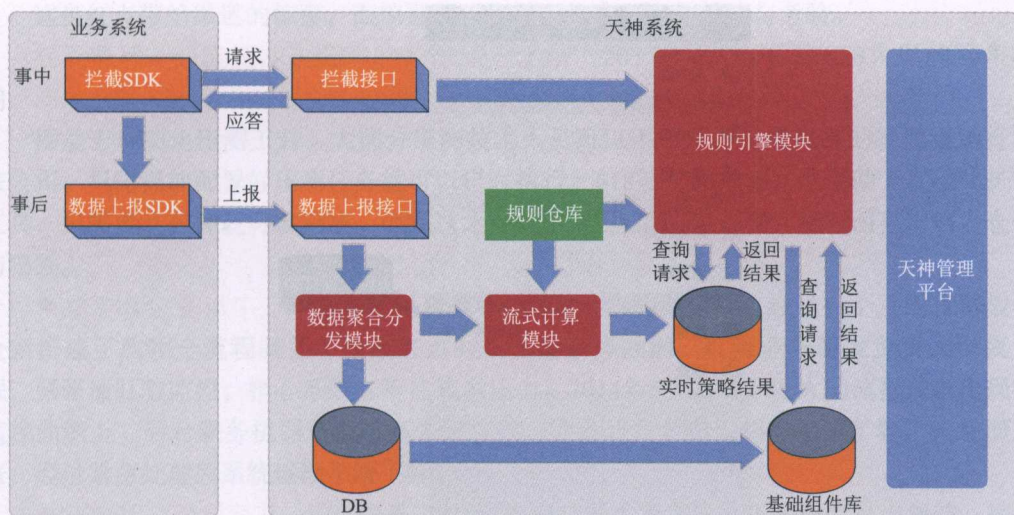 业务系统
天神系统
事中
拦截SDK
请求
应答
拦截接口
规则引擎模块
事后
数据上报SDK
上报
数据上报接口
规则仓库
查询
请求
返回
结果
查询请求
返回结果
天神管理
平台
数据聚合分
发模块
流式计算
模块
实时策略结果
DB
基础组件库